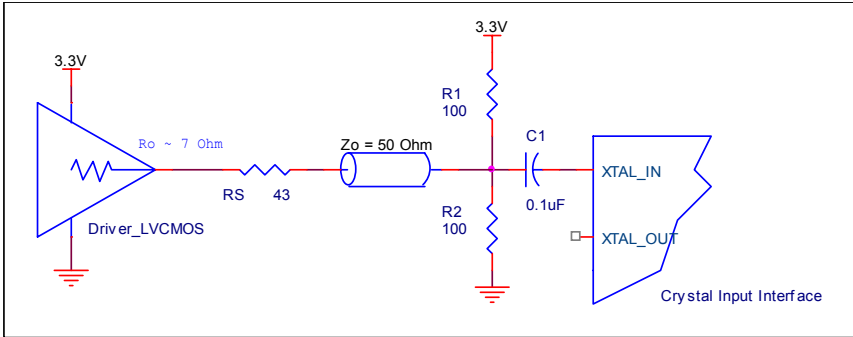 3.3V
3.3V
R1
100
C1
Ro ~ 7 Ohm
Zo = 50 Ohm
XTAL_IN
RS 43
0.1uF
R2
100
Driver_LVCMOS
XTAL_OUT
Crystal Input Interface